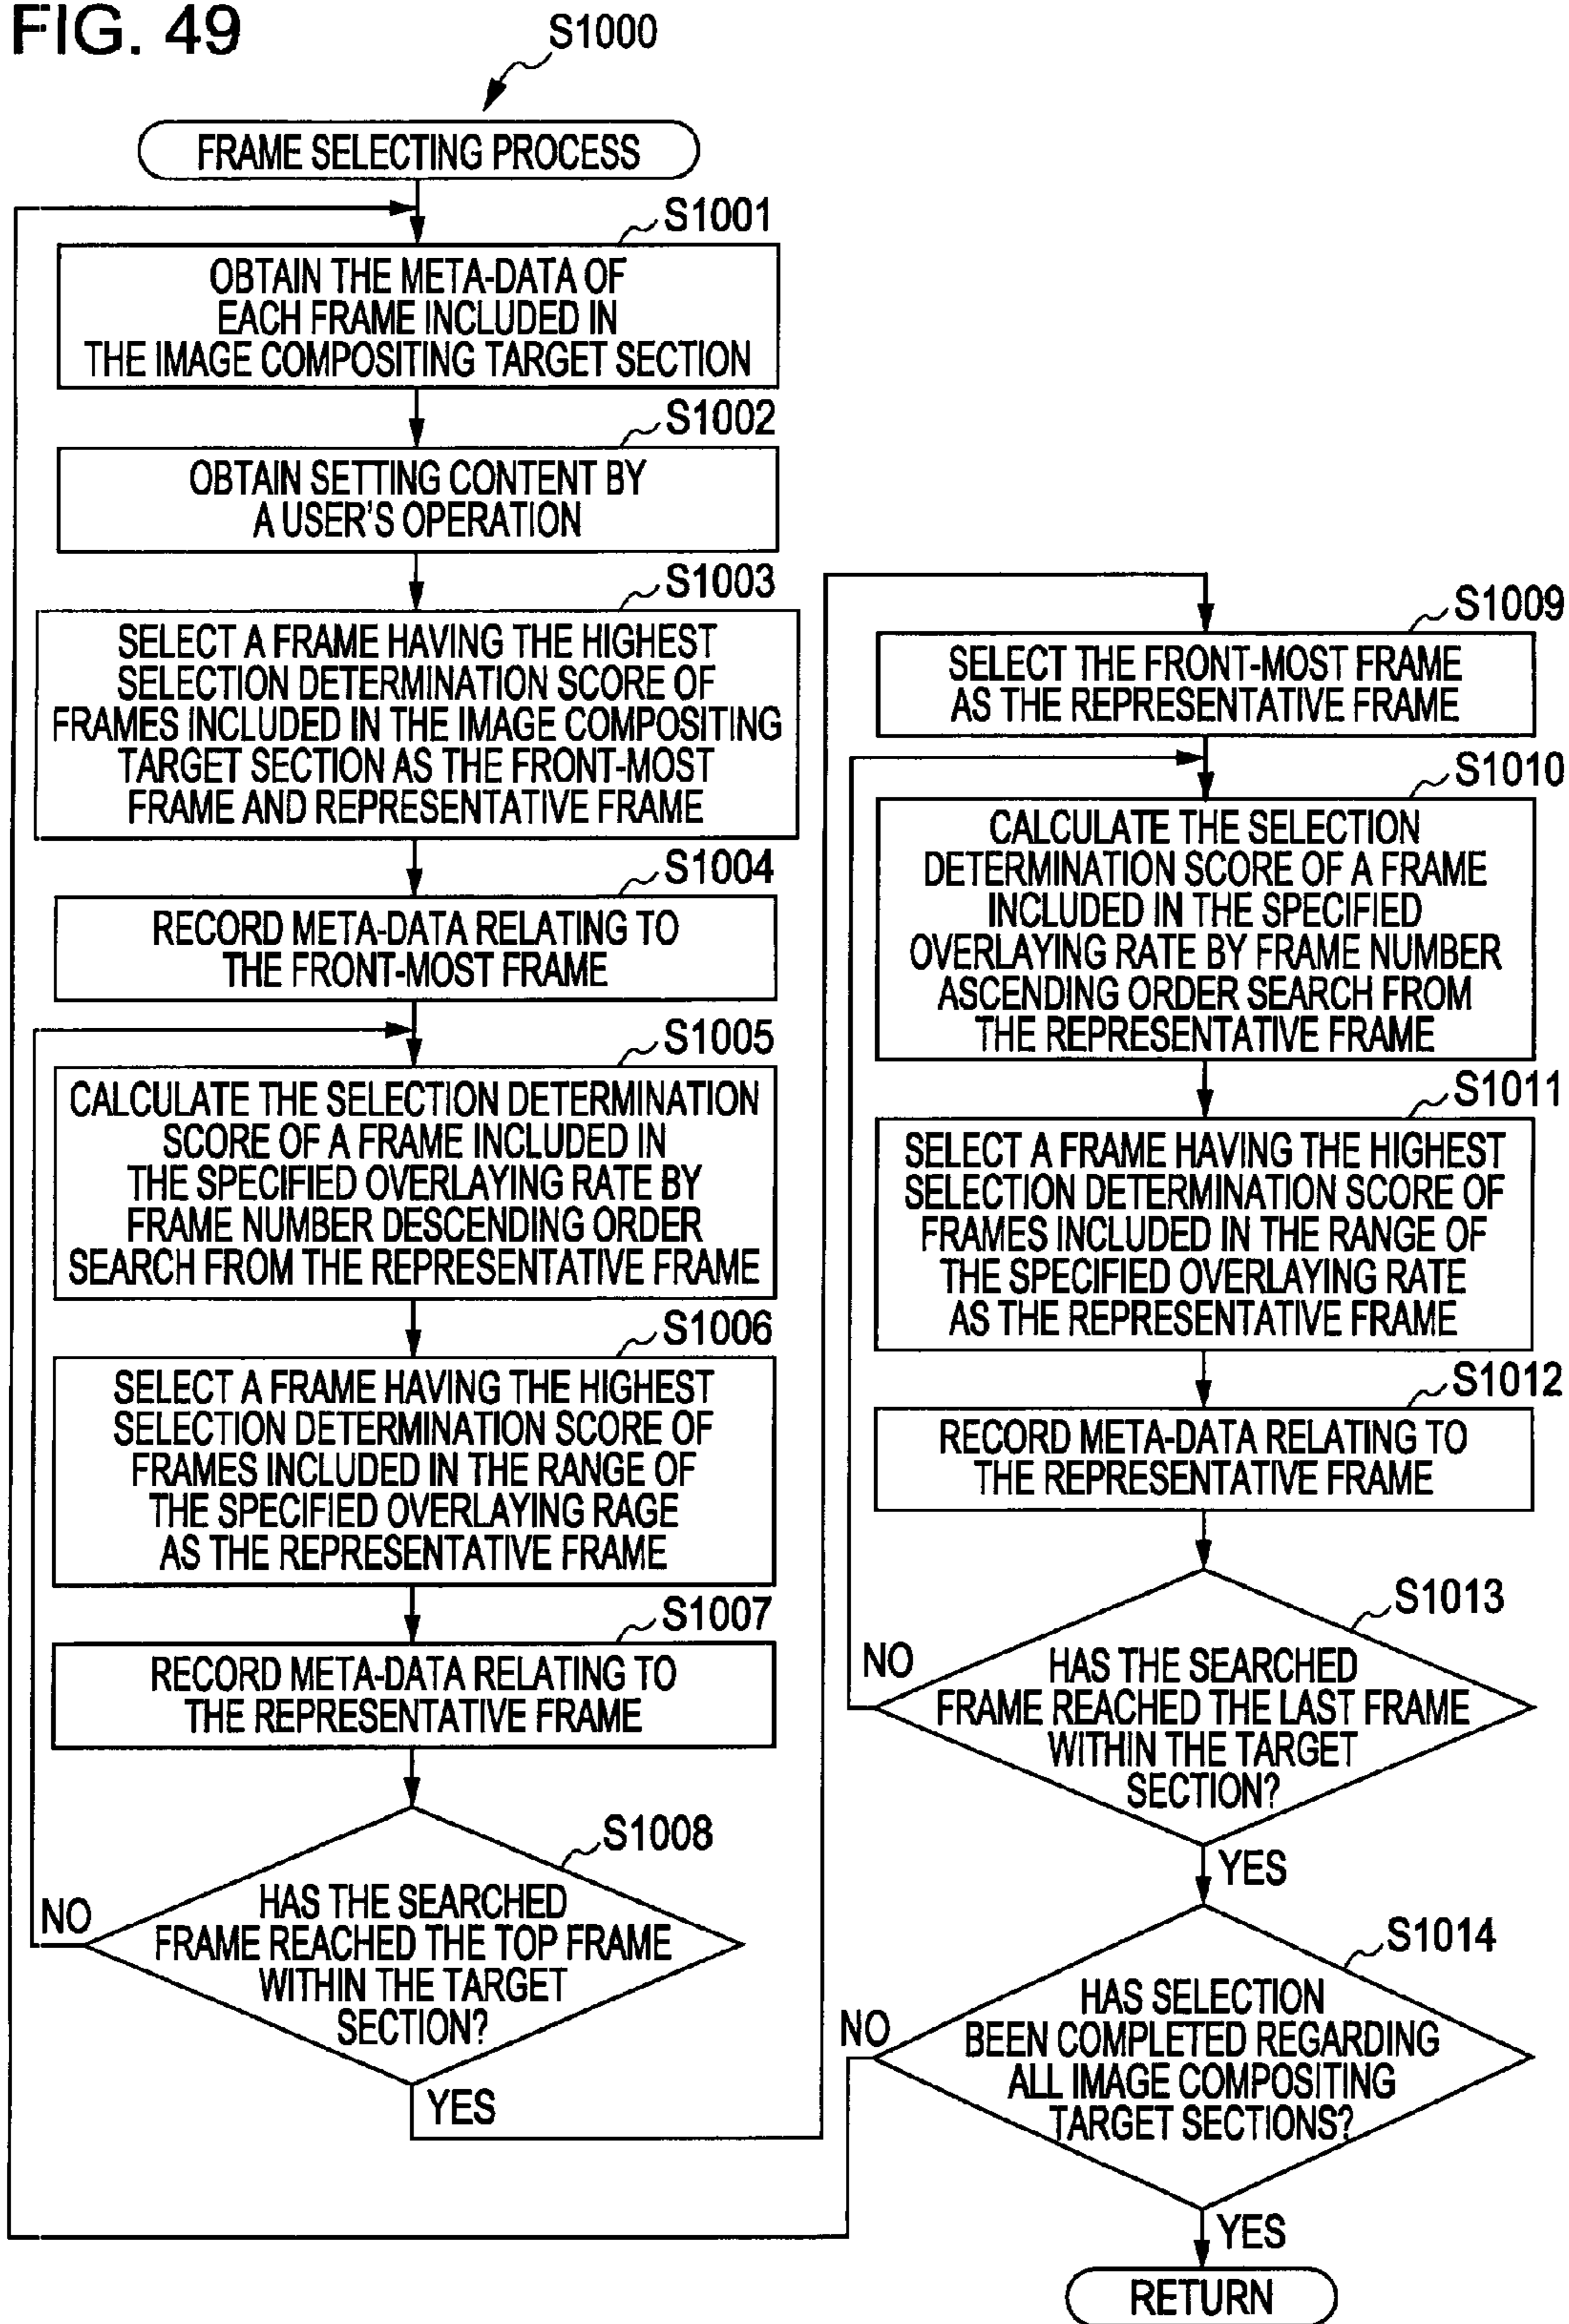 FIG. 49
S1000
FRAME SELECTING PROCESS
S1001
OBTAIN THE META-DATA OF
EACH FRAME INCLUDED IN
THE IMAGE COMPOSITING TARGET SECTION
S1002
OBTAIN SETTING CONTENT BY
A USER'S OPERATION
S1003
SELECT A FRAME HAVING THE HIGHEST
SELECTION DETERMINATION SCORE OF
FRAMES INCLUDED IN THE IMAGE COMPOSITING
TARGET SECTION AS THE FRONT-MOST
FRAME AND REPRESENTATIVE FRAME
S1004
RECORD META-DATA RELATING TO
THE FRONT-MOST FRAME
S1005
CALCULATE THE SELECTION DETERMINATION
SCORE OF A FRAME INCLUDED IN
THE SPECIFIED OVERLAYING RATE BY
FRAME NUMBER DESCENDING ORDER
SEARCH FROM THE REPRESENTATIVE FRAME
S1006
SELECT A FRAME HAVING THE HIGHEST
SELECTION DETERMINATION SCORE OF
FRAMES INCLUDED IN THE RANGE OF
THE SPECIFIED OVERLAYING RAGE
AS THE REPRESENTATIVE FRAME
S1007
RECORD META-DATA RELATING TO
THE REPRESENTATIVE FRAME
S1008
HAS THE SEARCHED
FRAME REACHED THE TOP FRAME
WITHIN THE TARGET
SECTION?
NO
YES
S1009
SELECT THE FRONT-MOST FRAME
AS THE REPRESENTATIVE FRAME
S1010
CALCULATE THE SELECTION
DETERMINATION SCORE OF A FRAME
INCLUDED IN THE SPECIFIED
OVERLAYING RATE BY FRAME NUMBER
ASCENDING ORDER SEARCH FROM
THE REPRESENTATIVE FRAME
S1011
SELECT A FRAME HAVING THE HIGHEST
SELECTION DETERMINATION SCORE OF
FRAMES INCLUDED IN THE RANGE OF
THE SPECIFIED OVERLAYING RATE
AS THE REPRESENTATIVE FRAME
S1012
RECORD META-DATA RELATING TO
THE REPRESENTATIVE FRAME
S1013
NO
HAS THE SEARCHED
FRAME REACHED THE LAST FRAME
WITHIN THE TARGET
SECTION?
YES
S1014
NO
HAS SELECTION
BEEN COMPLETED REGARDING
ALL IMAGE COMPOSITING
TARGET SECTIONS?
YES
RETURN